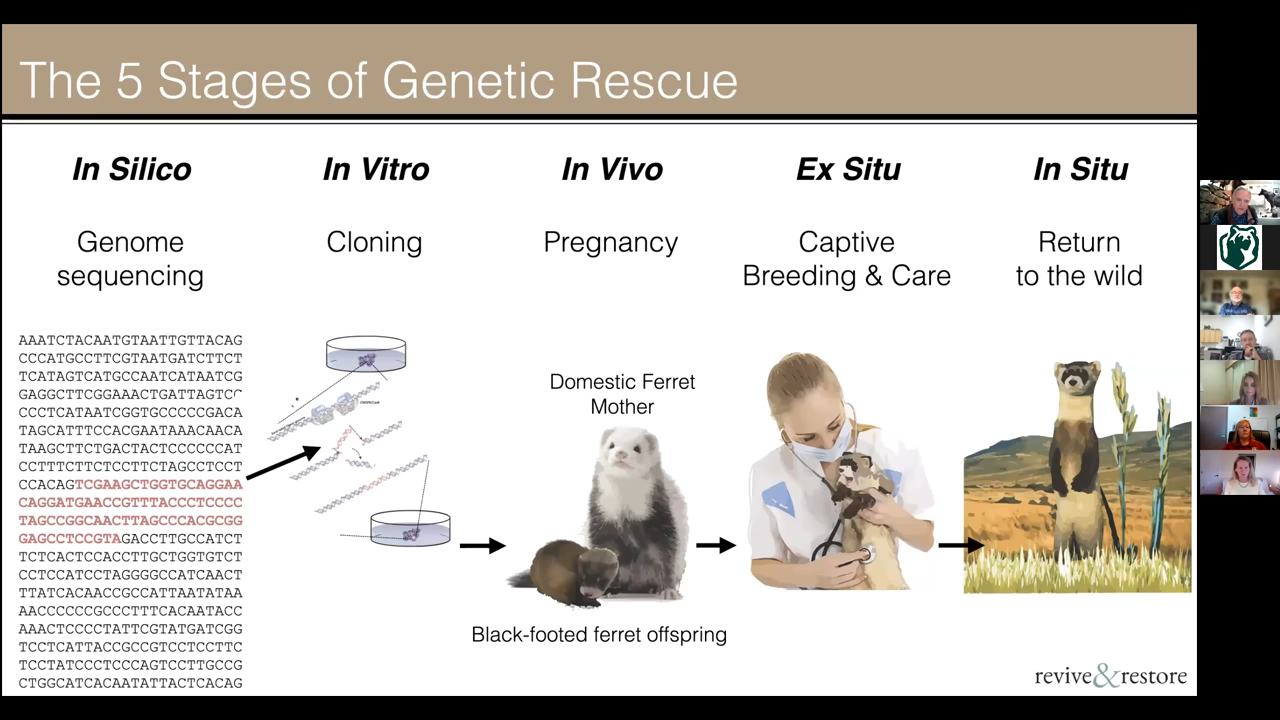 The 5 Stages of Genetic Rescue
In Silico
In Vitro
In Vivo
Ex Situ
In Situ
Genome
sequencing
Cloning
Pregnancy
Captive
Breeding & Care
Return
to the wild
AAATCTACAATGTAATTGTTACAG
CCCATGCCTTCGTAATGATCTTCT
TCATAGTCATGCCAATCATAATCG
GAGGCTTCGGAAACTGATTAGTCC
CCCTCATAATCGGTGCCCCCGACA
TAGCATTTCCACGAATAAACAACA
TAAGCTTCTGACTACTCCCCCCAT
CCTTTCTTCTCCTTCTAGCCTCCT
CCACAGTCGAAGCTGGTGCAGGAA
CAGGATGAACCGTTTACCCTCCCC
TAGCCGGCAACTTAGCCCACGCGG
GAGCCTCCGTAGACCTTGCCATCT
TCTCACTCCACCTTGCTGGTGTCT
CCTCCATCCTAGGGGCCATCAACT
TTATCACAACCGCCATTAATATAA
AACCCCCCGCCCTTTCACAATACC
AAACTCCCCTATTCGTATGATCGG
TCCTCATTACCGCCGTCCTCCTTC
TCCTATCCCTCCCAGTCCTTGCCG
CTGGCATCACAATATTACTCACAG
Domestic Ferret
Mother
Black-footed ferret offspring
revive&restore